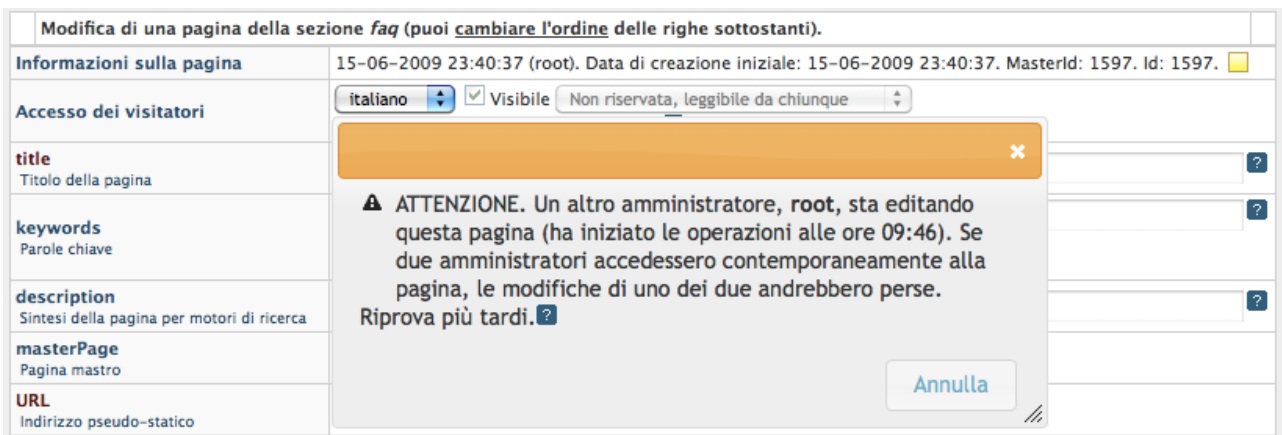 Modifica di una pagina della sezione faq (puoi cambiare l'ordine delle righe sottostanti).
Informazioni sulla pagina
15-06-2009 23:40:37 (root). Data di creazione iniziale: 15-06-2009 23:40:37. MasterId: 1597. Id: 1597.
Accesso dei visitatori
italiano Visibile Non riservata, leggibile da chiunque
title
Titolo della pagina
?
keywords
Parole chiave
?
description
Sintesi della pagina per motori di ricerca
?
masterPage
Pagina mastro
URL
Indirizzo pseudo-statico
ATTENZIONE. Un altro amministratore, root, sta editando
questa pagina (ha iniziato le operazioni alle ore 09:46). Se
due amministratori accedessero contemporaneamente alla
pagina, le modifiche di uno dei due andrebbero perse.
Riprova più tardi. ?
Annulla